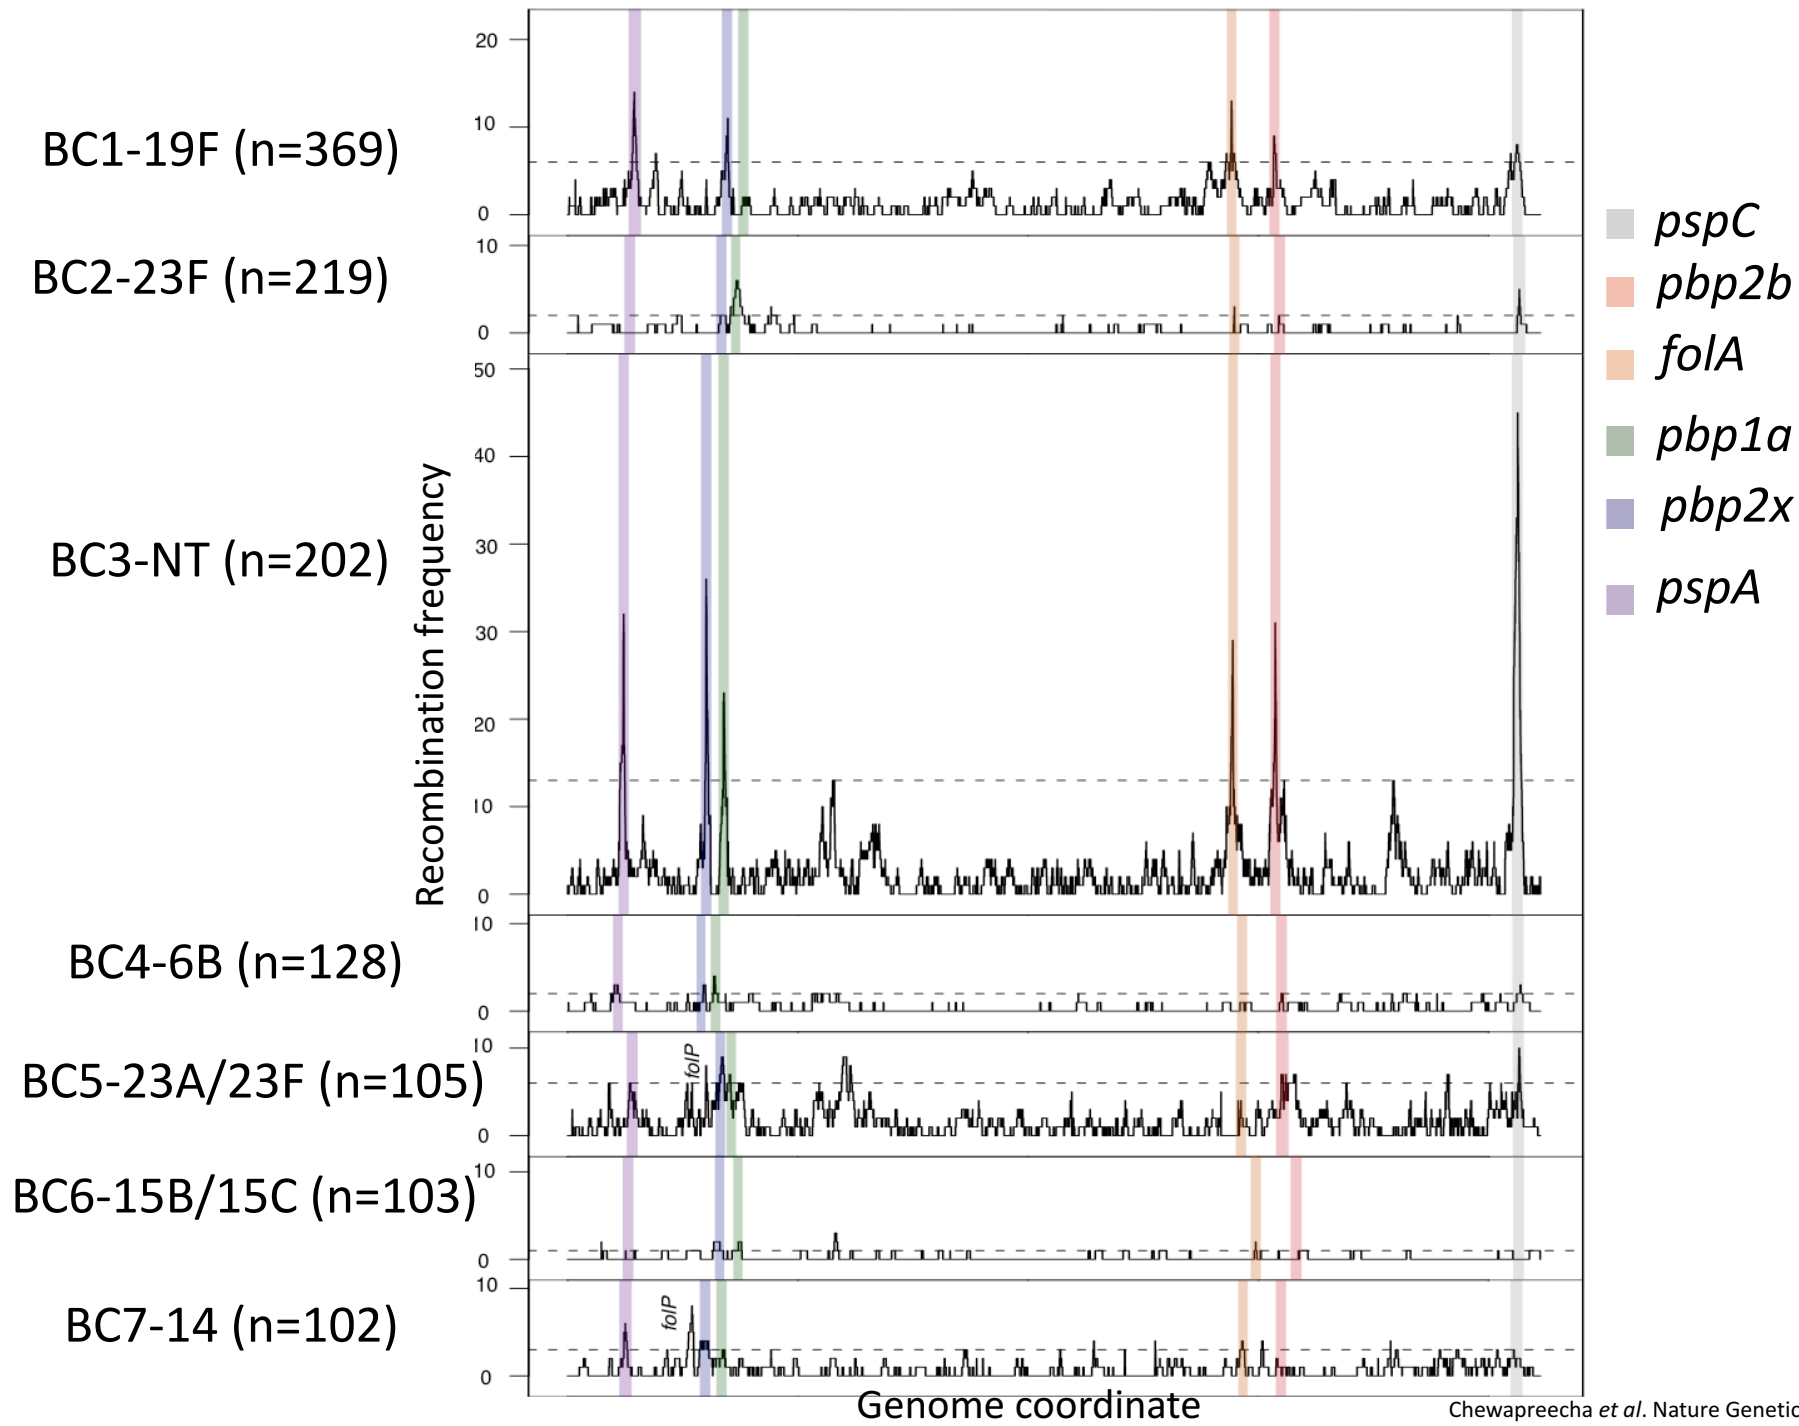 20
10
0
BC1-19F (n=369)
10
0
BC2-23F (n=219)
50
40
30
30
20
10
0
BC3-NT (n=202)
Recombination frequency
10
0
BC4-6B (n=128)
10
0
folP
BC5-23A/23F (n=105)
10
0
BC6-15B/15C (n=103)
10
0
folP
BC7-14 (n=102)
Genome coordinate
pspC
pbp2b
folA
pbp1a
pbp2x
pspA
Chewapreecha et al. Nature Genetic